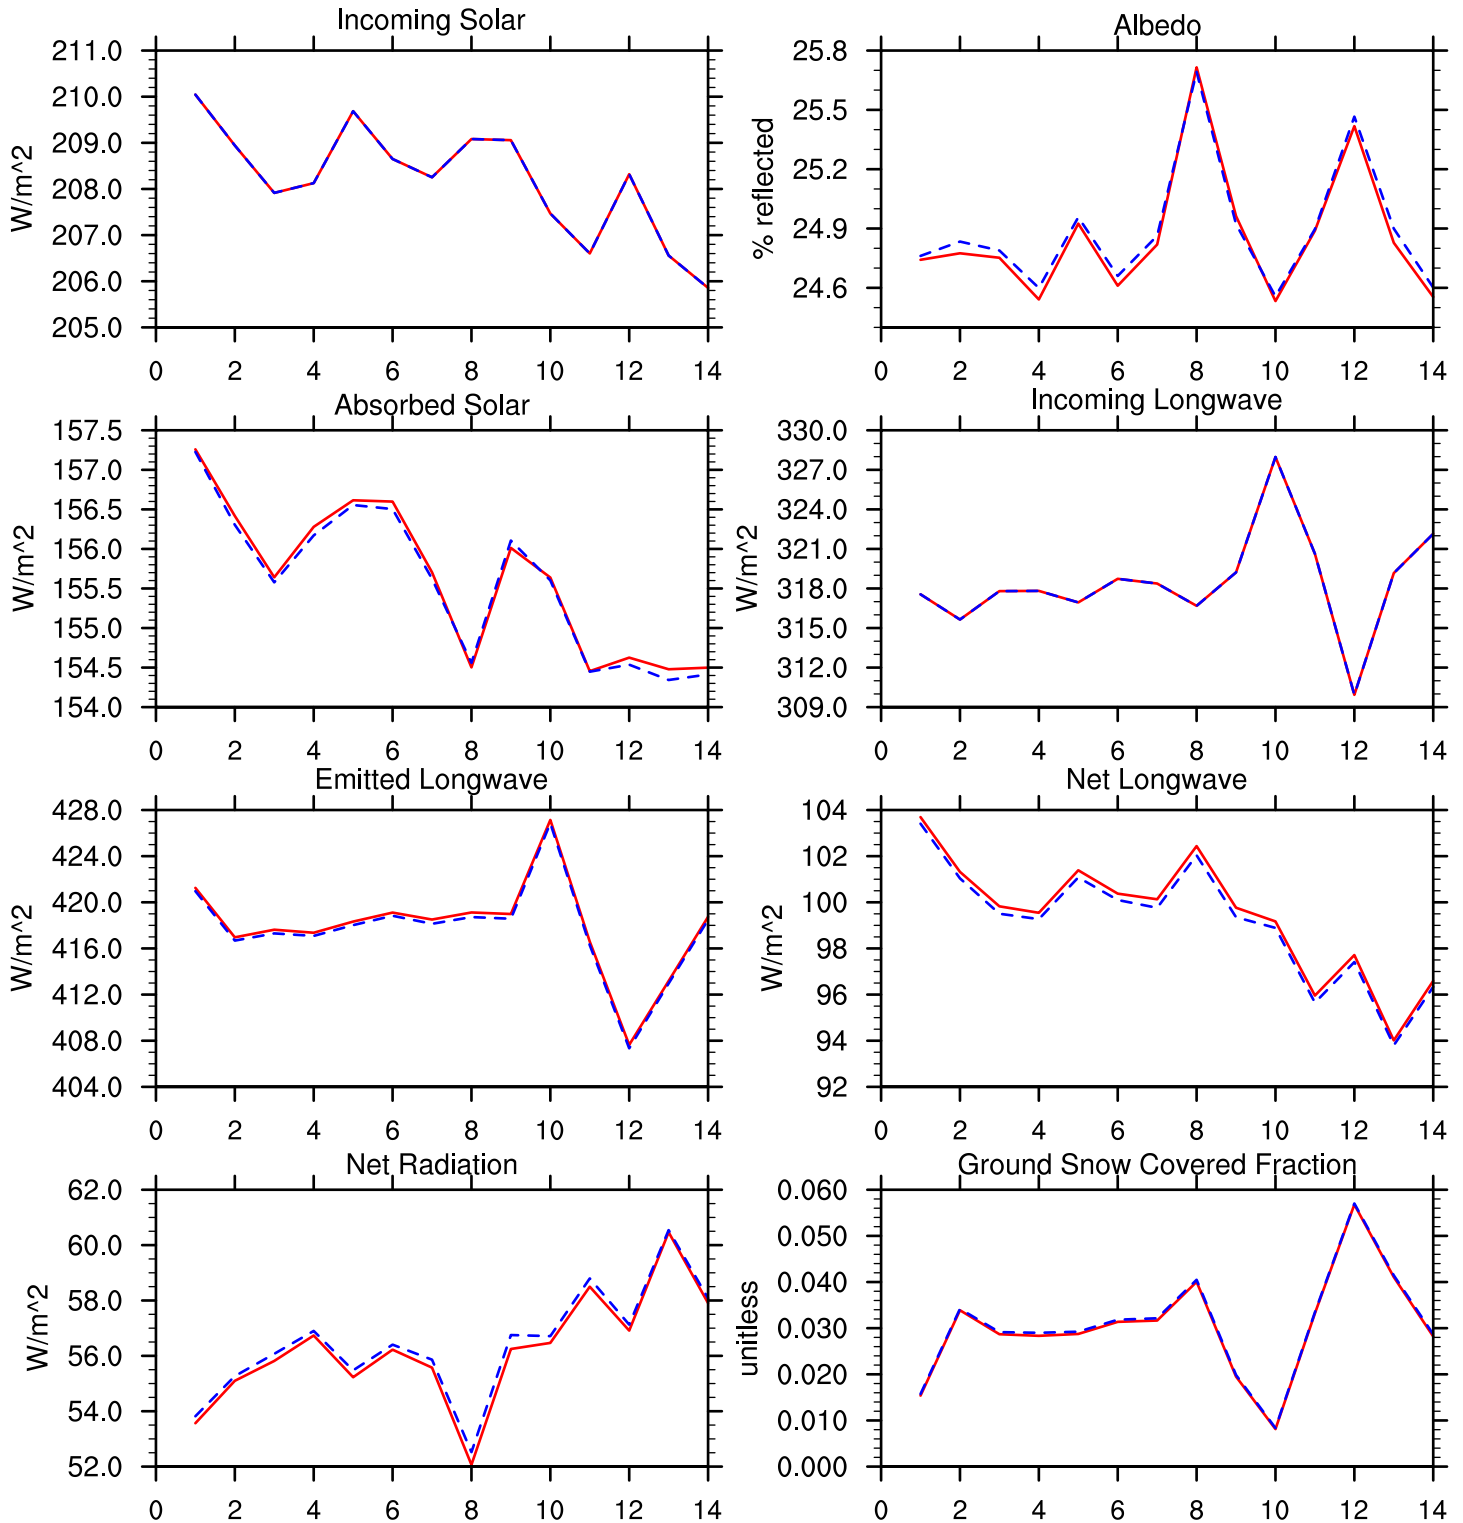 Incoming Solar
W/m^2
211.0
210.0
209.0
208.0
207.0
206.0
205.0
0 2 4 6 8 10 12 14
Albedo
% reflected
25.8
25.5
25.2
24.9
24.6
0 2 4 6 8 10 12 14
Absorbed Solar
W/m^2
157.5
157.0
156.5
156.0
155.5
155.0
154.5
154.0
0 2 4 6 8 10 12 14
Incoming Longwave
W/m^2
330.0
327.0
324.0
321.0
318.0
315.0
312.0
309.0
0 2 4 6 8 10 12 14
Emitted Longwave
W/m^2
428.0
424.0
420.0
416.0
412.0
408.0
404.0
0 2 4 6 8 10 12 14
Net Longwave
W/m^2
104
102
100
98
96
94
92
0 2 4 6 8 10 12 14
Net Radiation
W/m^2
62.0
60.0
58.0
56.0
54.0
52.0
0 2 4 6 8 10 12 14
Ground Snow Covered Fraction
unitless
0.060
0.050
0.040
0.030
0.020
0.010
0.000
0 2 4 6 8 10 12 14